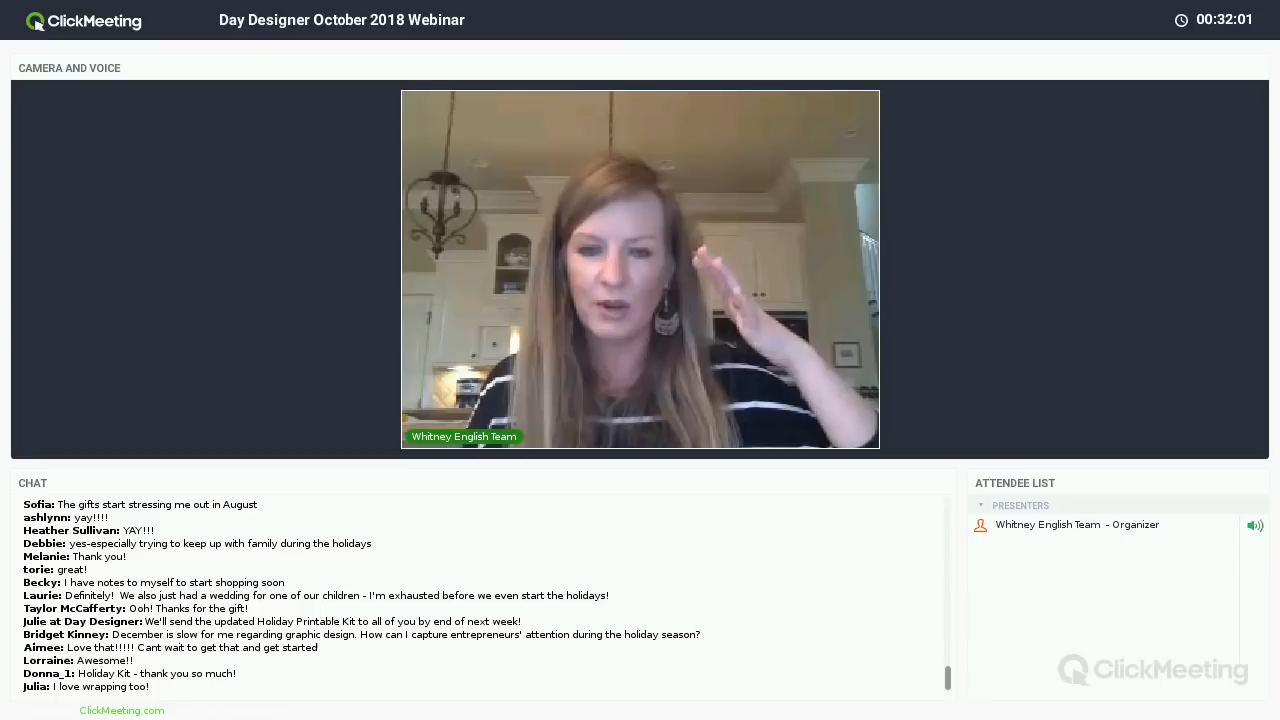 ClickMeeting
Day Designer October 2018 Webinar
00:32:01
CAMERA AND VOICE
Whitney English Team
CHAT
Sofia: The gifts start stressing me out in August
ashlynn: yay!!!!
Heather Sullivan: YAY!!!
Debbie: yes-especially trying to keep up with family during the holidays
Melanie: Thank you!
torie: great!
Becky: I have notes to myself to start shopping soon
Laurie: Definitely!  We also just had a wedding for one of our children - I'm exhausted before we even start the holidays!
Taylor McCafferty: Ooh! Thanks for the gift!
Julie at Day Designer: We'll send the updated Holiday Printable Kit to all of you by end of next week!
Bridget Kinney: December is slow for me regarding graphic design. How can I capture entrepreneurs' attention during the holiday season?
Aimee: Love that!!!!! Cant wait to get that and get started
Lorraine: Awesome!!
Donna_1: Holiday Kit - thank you so much!
Julia: I love wrapping too!
ATTENDEE LIST
PRESENTERS
Whitney English Team - Organizer
ClickMeeting
ClickMeeting.com